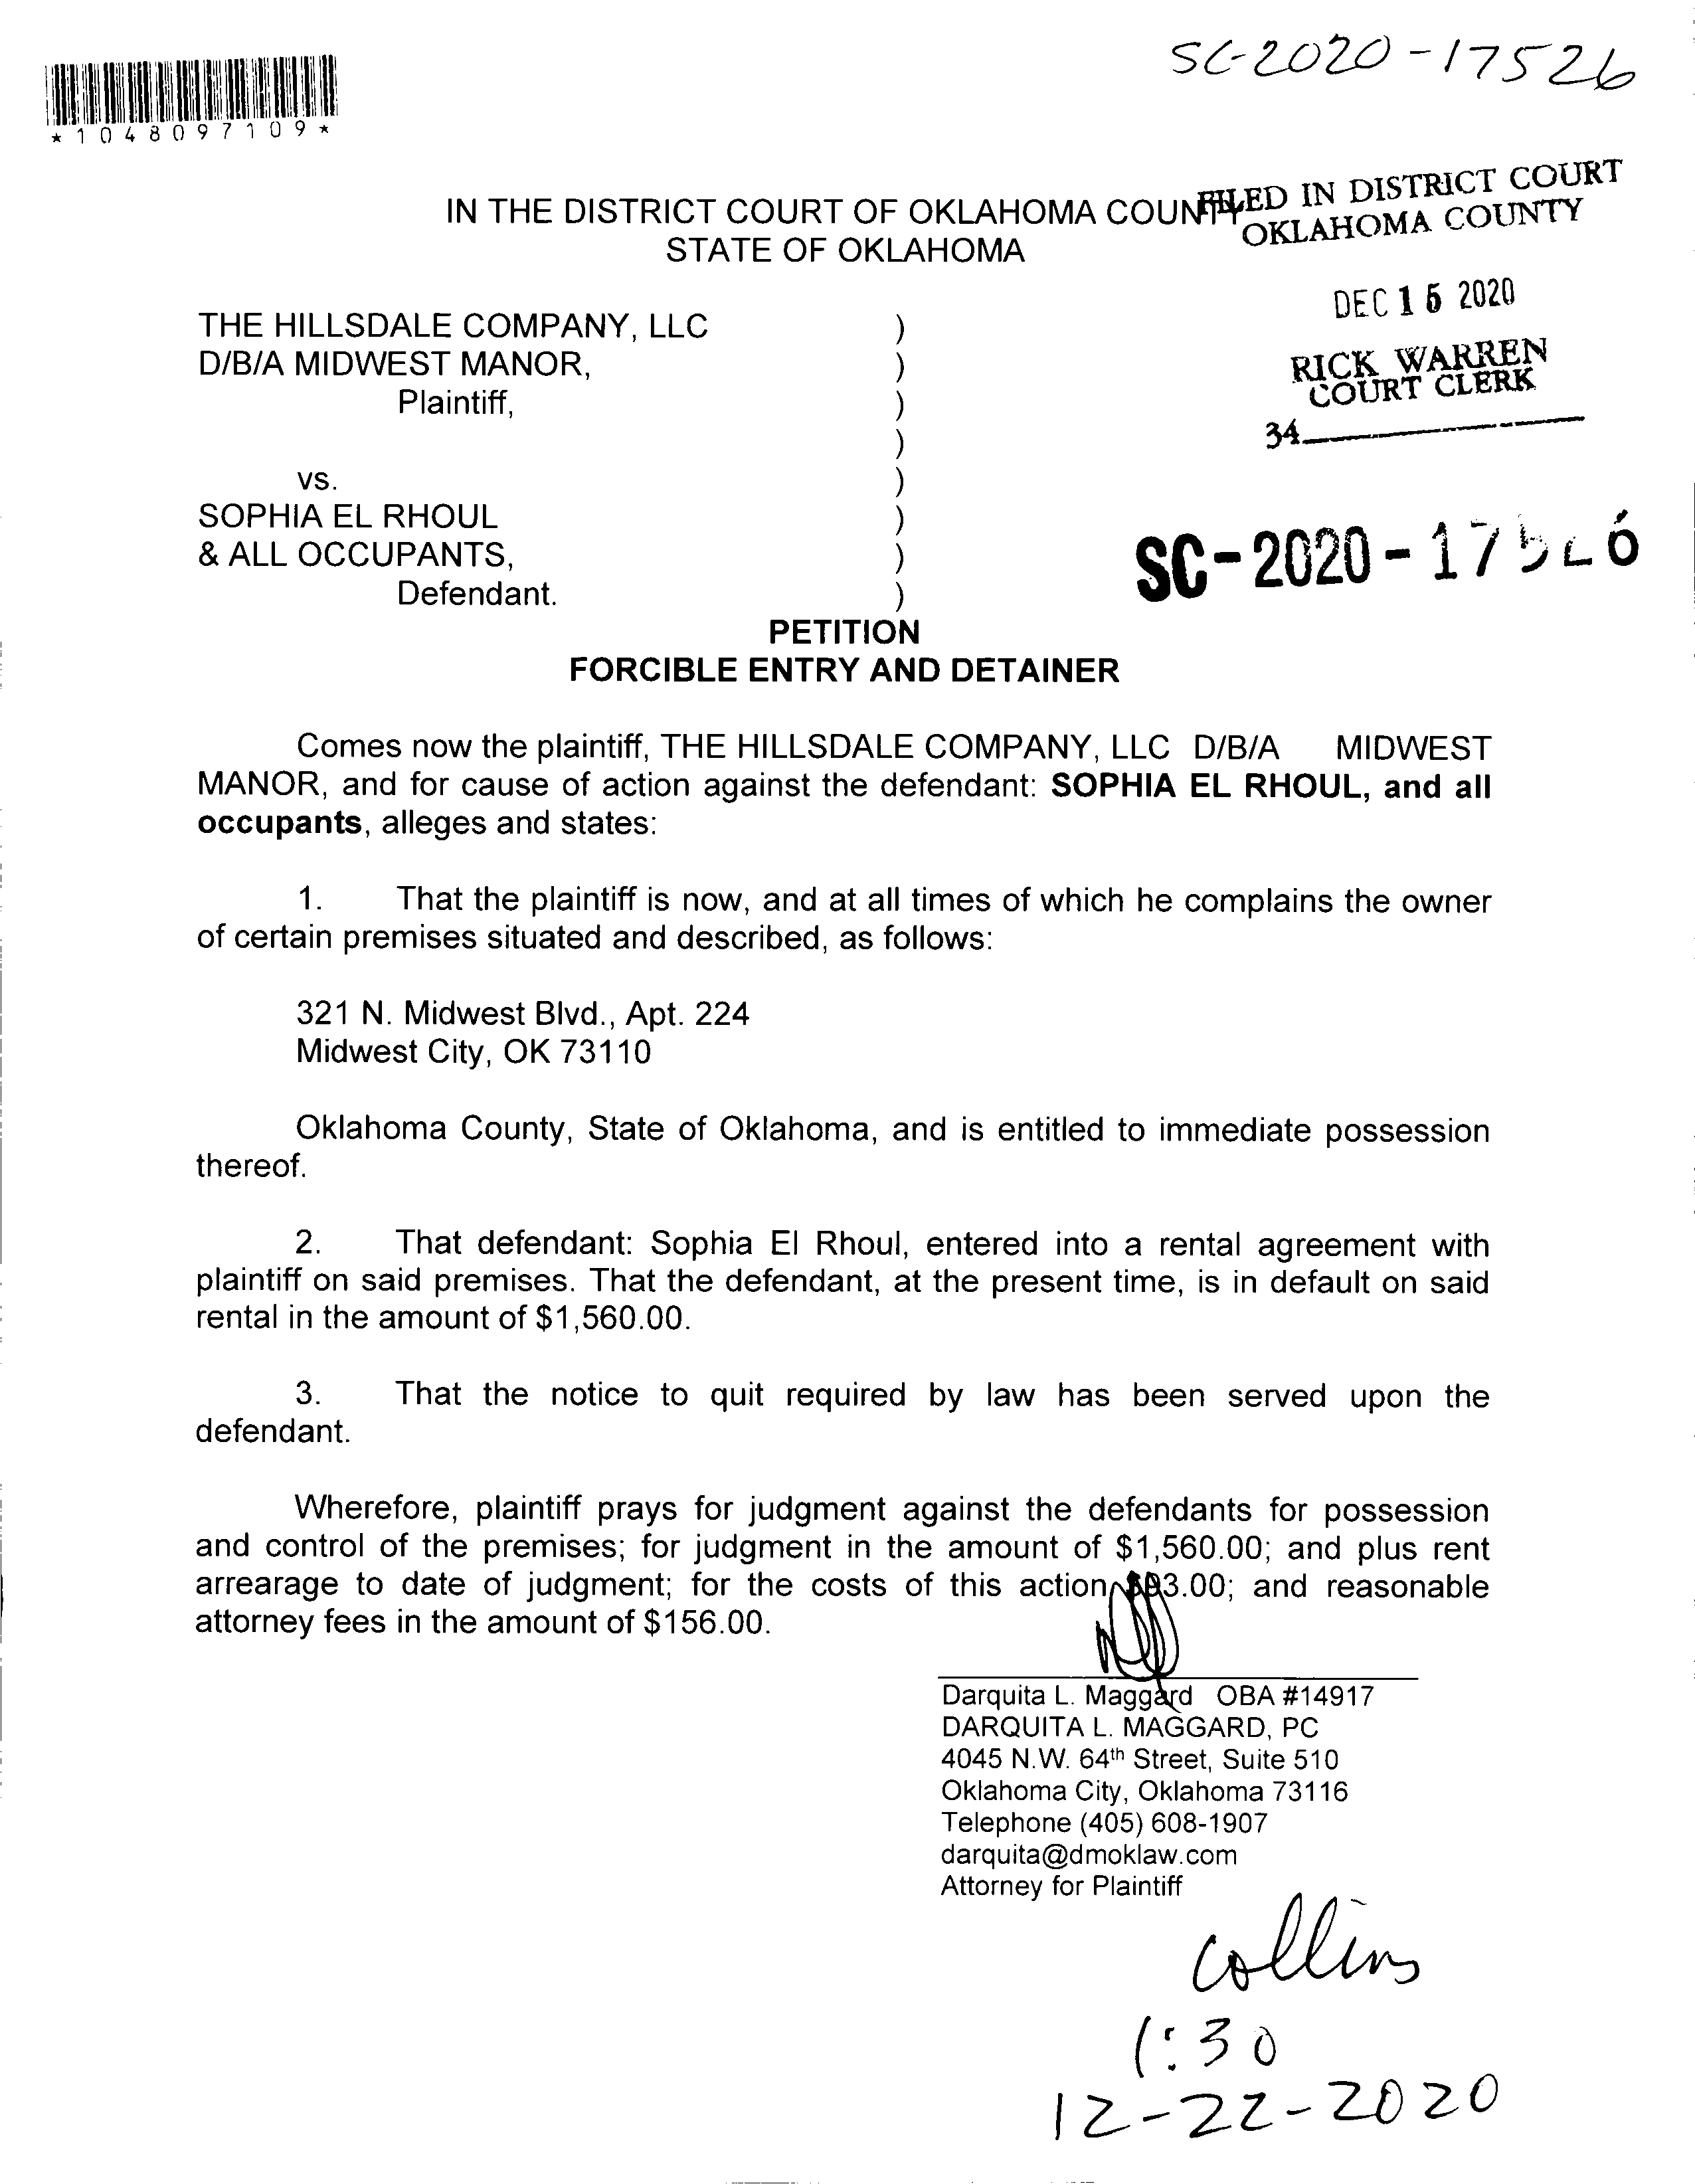 SC-2020-17526
*1048097109*
IN THE DISTRICT COURT OF OKLAHOMA COUNTY
STATE OF OKLAHOMA
FILED IN DISTRICT COURT
OKLAHOMA COUNTY
DEC 15 2020
RICK WARREN
COURT CLERK
34
THE HILLSDALE COMPANY, LLC )
D/B/A MIDWEST MANOR, )
Plaintiff, )
)
vs. )
SOPHIA EL RHOUL )
& ALL OCCUPANTS, )
Defendant. )
SC-2020-17526
PETITION
FORCIBLE ENTRY AND DETAINER
Comes now the plaintiff, THE HILLSDALE COMPANY, LLC D/B/A MIDWEST
MANOR, and for cause of action against the defendant: SOPHIA EL RHOUL, and all
occupants, alleges and states:
1. That the plaintiff is now, and at all times of which he complains the owner
of certain premises situated and described, as follows:
321 N. Midwest Blvd., Apt. 224
Midwest City, OK 73110
Oklahoma County, State of Oklahoma, and is entitled to immediate possession
thereof.
2. That defendant: Sophia El Rhoul, entered into a rental agreement with
plaintiff on said premises. That the defendant, at the present time, is in default on said
rental in the amount of $1,560.00.
3. That the notice to quit required by law has been served upon the
defendant.
Wherefore, plaintiff prays for judgment against the defendants for possession
and control of the premises; for judgment in the amount of $1,560.00; and plus rent
arrearage to date of judgment; for the costs of this action, $93.00; and reasonable
attorney fees in the amount of $156.00.
Darquita L. Maggard OBA #14917
DARQUITA L. MAGGARD, PC
4045 N.W. 64th Street, Suite 510
Oklahoma City, Oklahoma 73116
Telephone (405) 608-1907
darquita@dmoklaw.com
Attorney for Plaintiff
Collins
1:30
12-22-2020